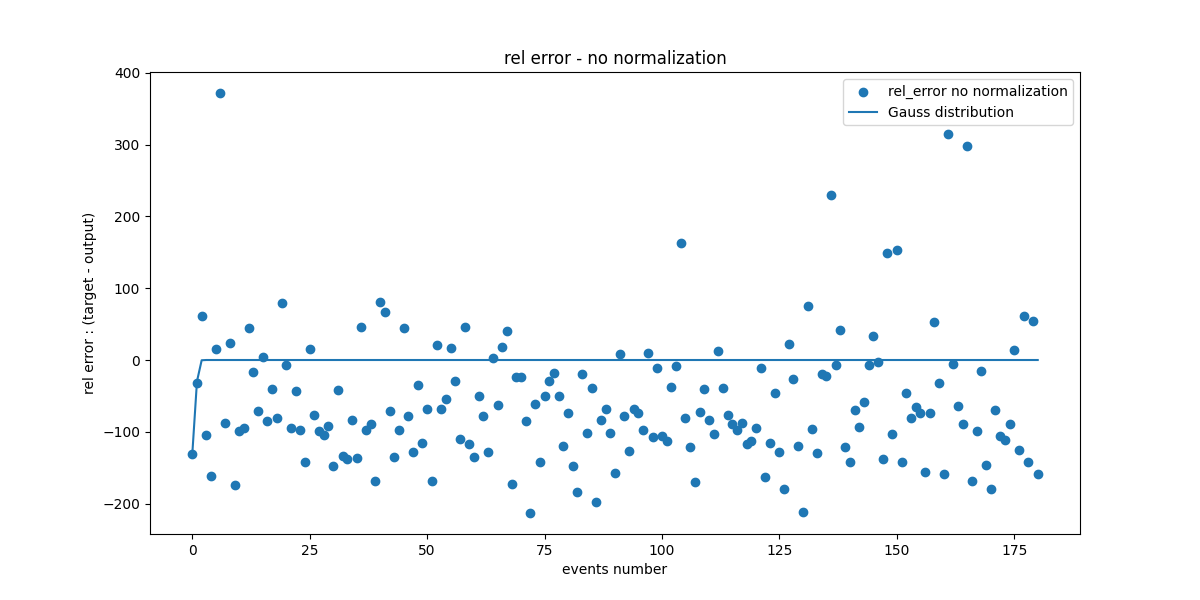 rel error - no normalization
400
300
200
100
0
−100
−200
rel error : (target - output)
rel_error no normalization
Gauss distribution
0 25 50 75 100 125 150 175
events number